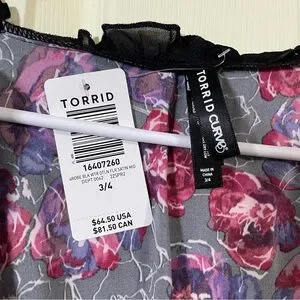 TORRID
16407260
3/4
$64.50 USA
$81.50 CAN
TORRID CURVE
MADE IN
CHINA
3/4